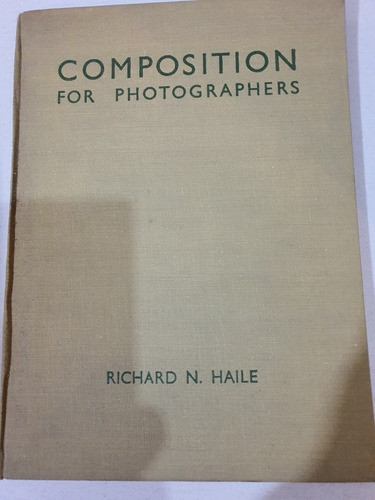 COMPOSITION
FOR PHOTOGRAPHERS
RICHARD N. HAILE